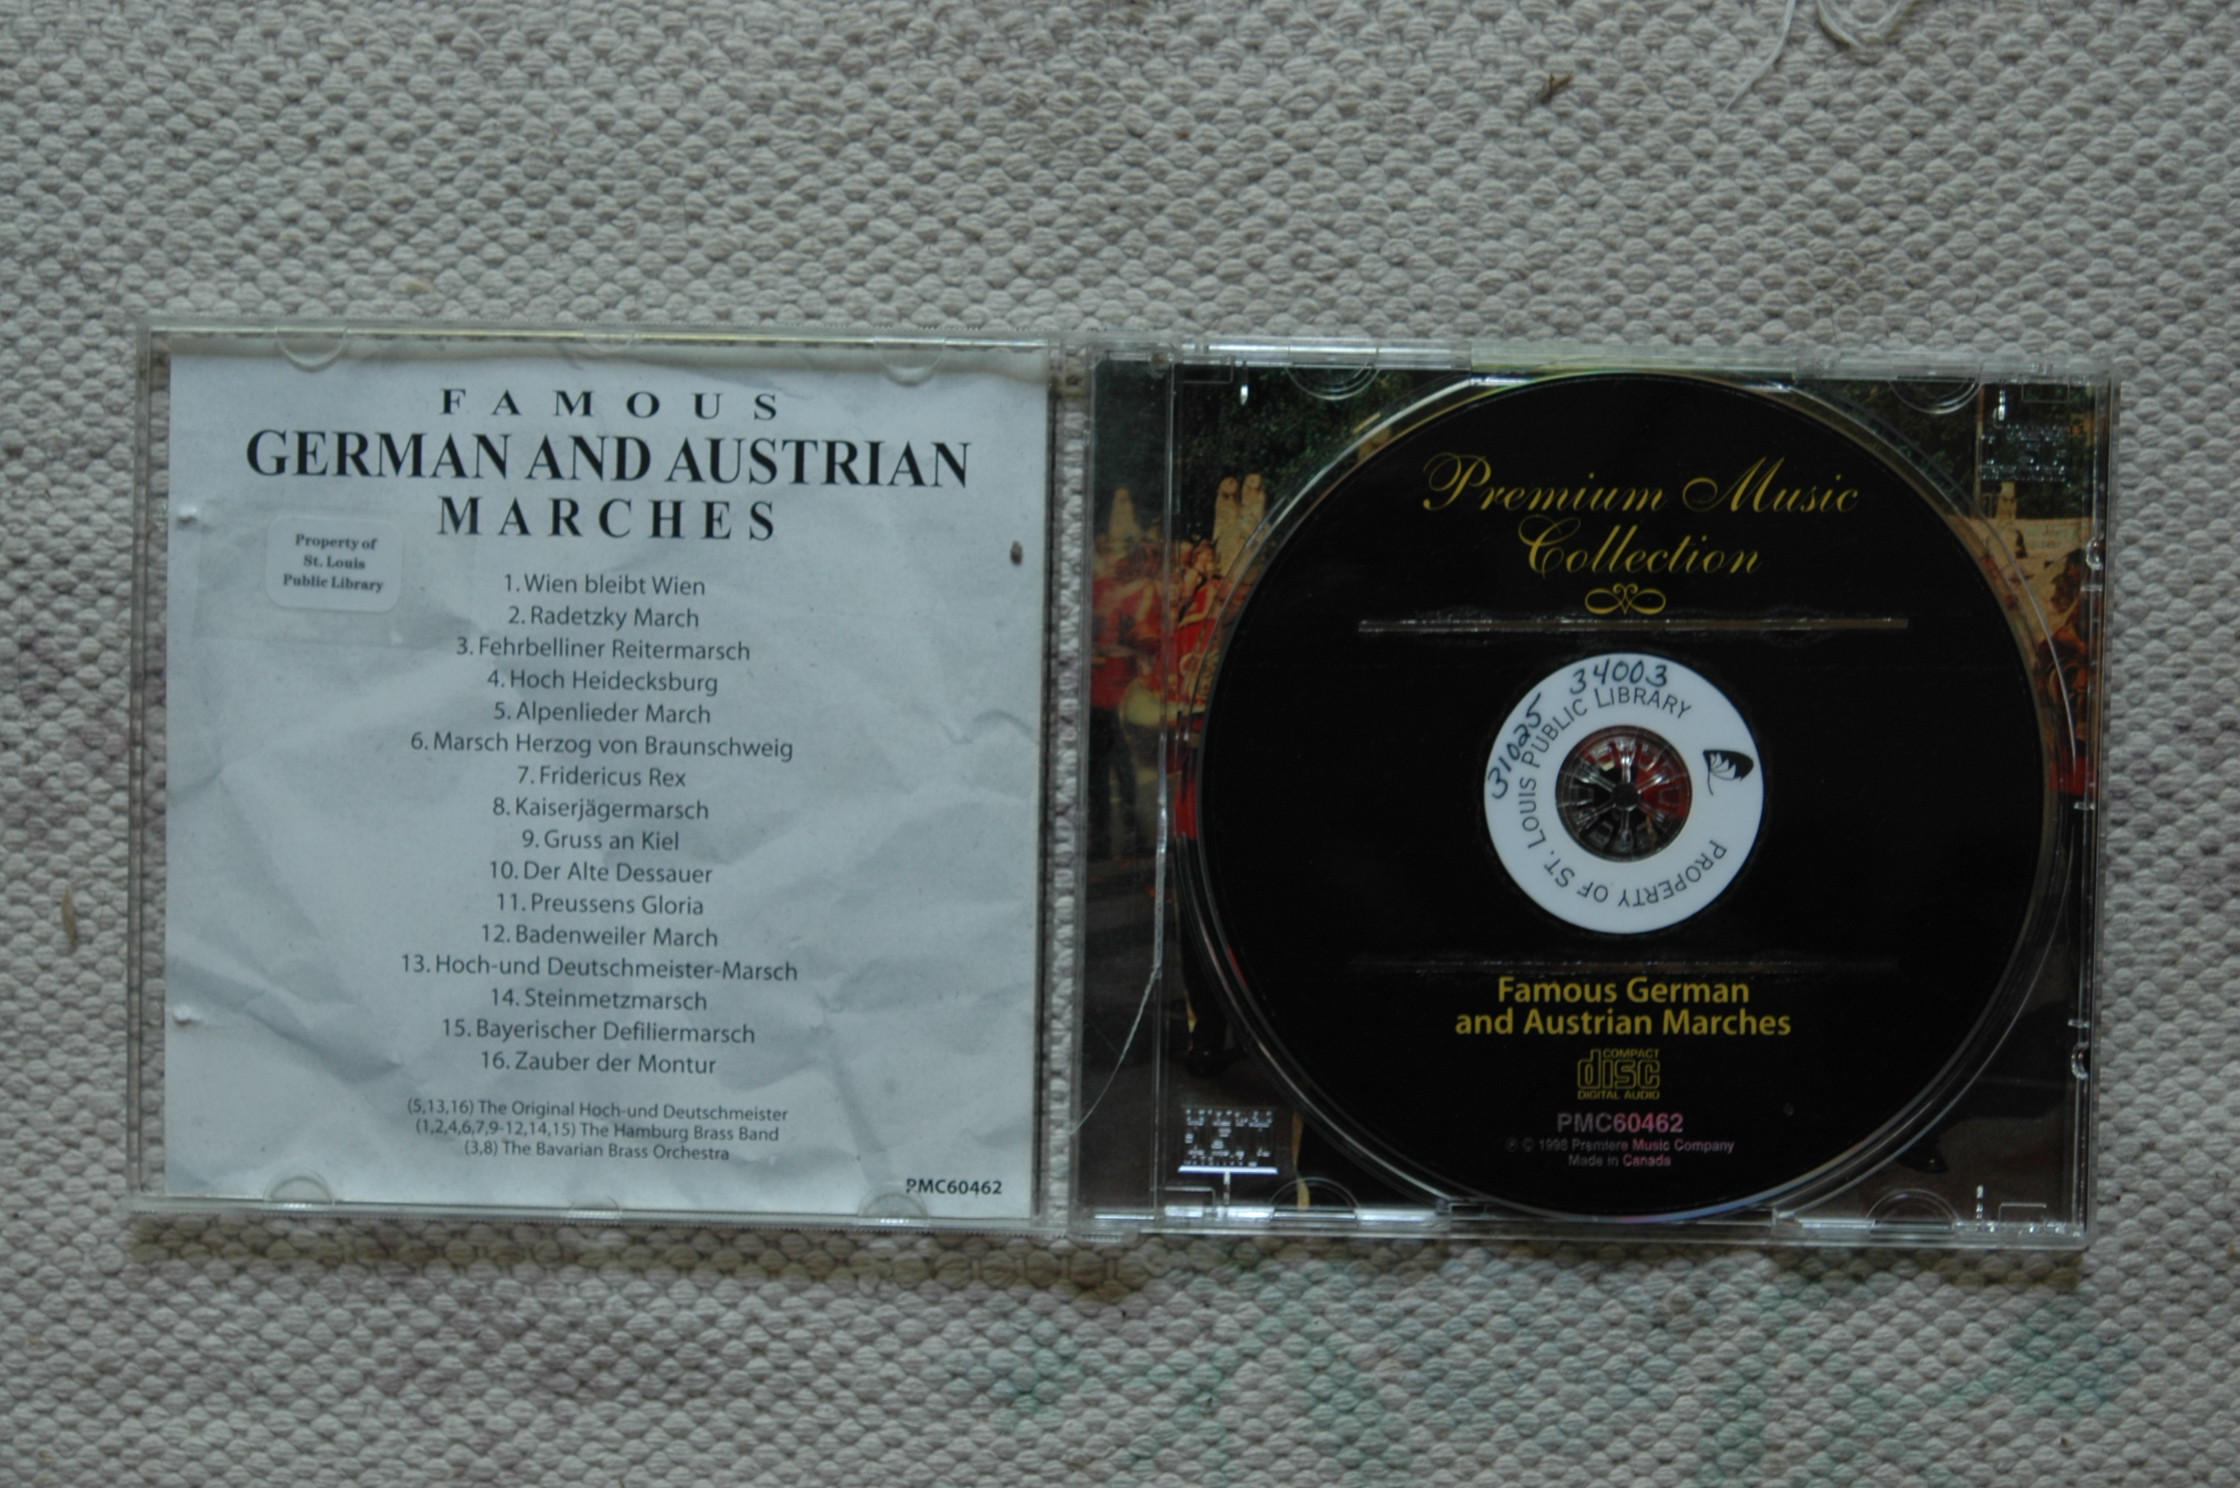 FAMOUS
GERMAN AND AUSTRIAN
MARCHES
Property of
St. Louis
Public Library
1. Wien bleibt Wien
2. Radetzky March
3. Fehrbelliner Reitermarsch
4. Hoch Heidecksburg
5. Alpenlieder March
6. Marsch Herzog von Braunschweig
7. Fridericus Rex
8. Kaiserjägermarsch
9. Gruss an Kiel
10. Der Alte Dessauer
11. Preussens Gloria
12. Badenweiler March
13. Hoch-und Deutschmeister-Marsch
14. Steinmetzmarsch
15. Bayerischer Defiliermarsch
16. Zauber der Montur
(5,13,16) The Original Hoch-und Deutschmeister
(1,2,4,6,7,9-12,14,15) The Hamburg Brass Band
(3,8) The Bavarian Brass Orchestra
PMC60462
Premium Music
Collection
31025 34003
PROPERTY OF ST. LOUIS PUBLIC LIBRARY
Famous German
and Austrian Marches
COMPACT
disc
DIGITAL AUDIO
PMC60462
℗ © 1998 Premiere Music Company
Made in Canada